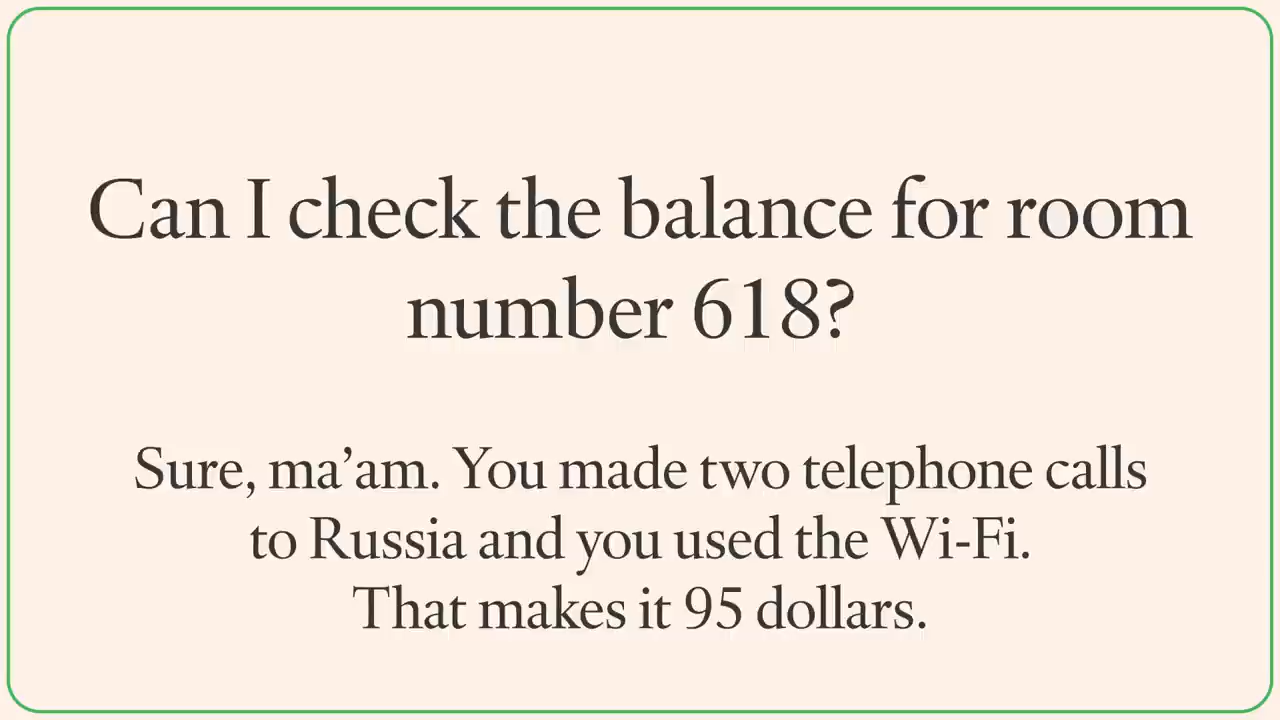 Can I check the balance for room
number 618?
Sure, ma’am. You made two telephone calls
to Russia and you used the Wi-Fi.
That makes it 95 dollars.